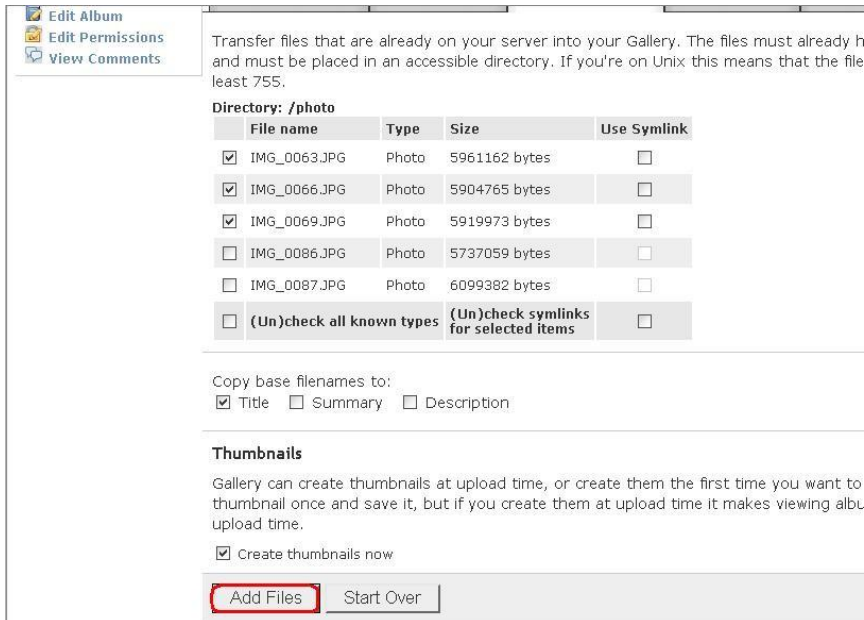 Edit Album
Edit Permissions
View Comments
Transfer files that are already on your server into your Gallery. The files must already
and must be placed in an accessible directory. If you're on Unix this means that the file
least 755.
Directory: /photo
File name Type Size Use Symlink
IMG_0063.JPG Photo 5961162 bytes
IMG_0066.JPG Photo 5904765 bytes
IMG_0069.JPG Photo 5919973 bytes
IMG_0086.JPG Photo 5737059 bytes
IMG_0087.JPG Photo 6099382 bytes
(Un)check all known types (Un)check symlinks
for selected items
Copy base filenames to:
Title Summary Description
Thumbnails
Gallery can create thumbnails at upload time, or create them the first time you want to
thumbnail once and save it, but if you create them at upload time it makes viewing albu
upload time.
Create thumbnails now
Add Files Start Over